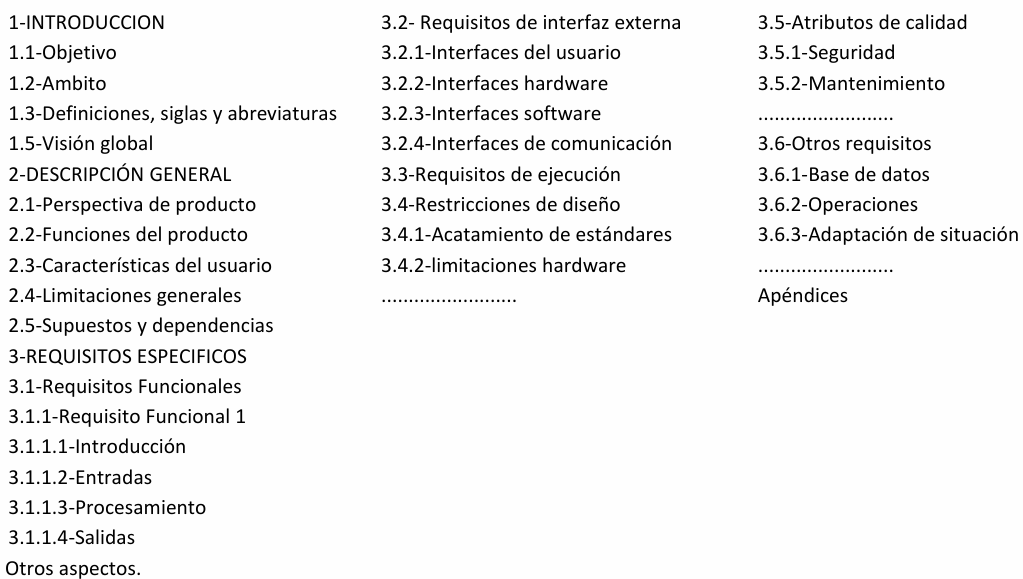 1-INTRODUCCION
1.1-Objetivo
1.2-Ambito
1.3-Definiciones, siglas y abreviaturas
1.5-Visión global
2-DESCRIPCIÓN GENERAL
2.1-Perspectiva de producto
2.2-Funciones del producto
2.3-Características del usuario
2.4-Limitaciones generales
2.5-Supuestos y dependencias
3-REQUISITOS ESPECIFICOS
3.1-Requisitos Funcionales
3.1.1-Requisito Funcional 1
3.1.1.1-Introducción
3.1.1.2-Entradas
3.1.1.3-Procesamiento
3.1.1.4-Salidas
Otros aspectos.
3.2- Requisitos de interfaz externa
3.2.1-Interfaces del usuario
3.2.2-Interfaces hardware
3.2.3-Interfaces software
3.2.4-Interfaces de comunicación
3.3-Requisitos de ejecución
3.4-Restricciones de diseño
3.4.1-Acatamiento de estándares
3.4.2-limitaciones hardware
.........................
3.5-Atributos de calidad
3.5.1-Seguridad
3.5.2-Mantenimiento
.........................
3.6-Otros requisitos
3.6.1-Base de datos
3.6.2-Operaciones
3.6.3-Adaptación de situación
.........................
Apéndices